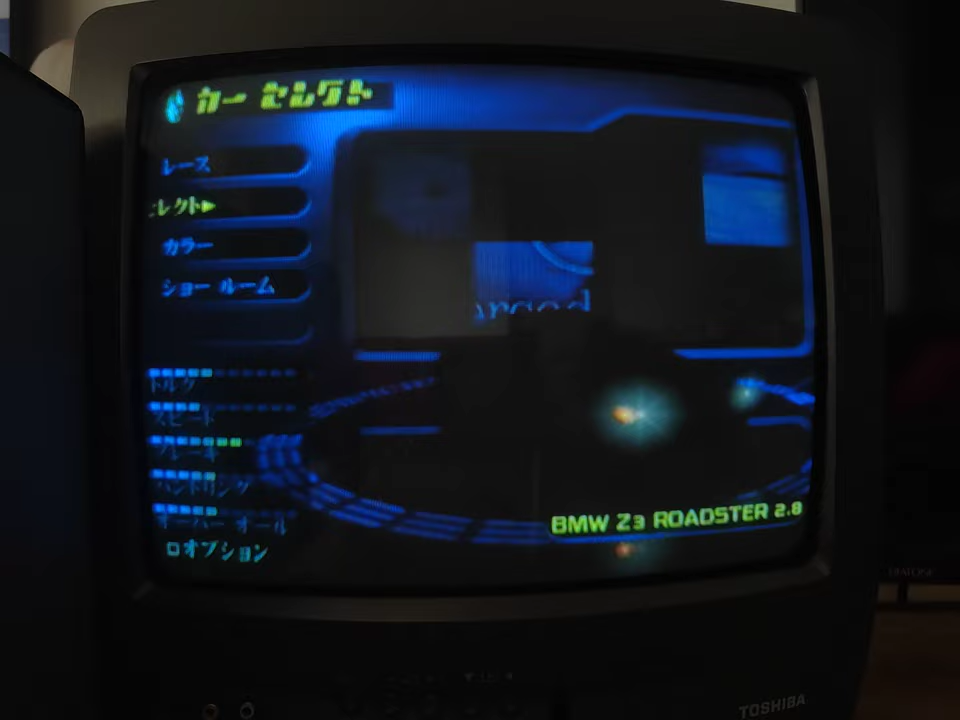 カー セレクト
レース
セレクト
カラー
ショー ルーム
トルク
スピード
ブレーキ
ハンドリング
オーバー オール
ロオプション
BMW Z3 ROADSTER 2.8
TOSHIBA